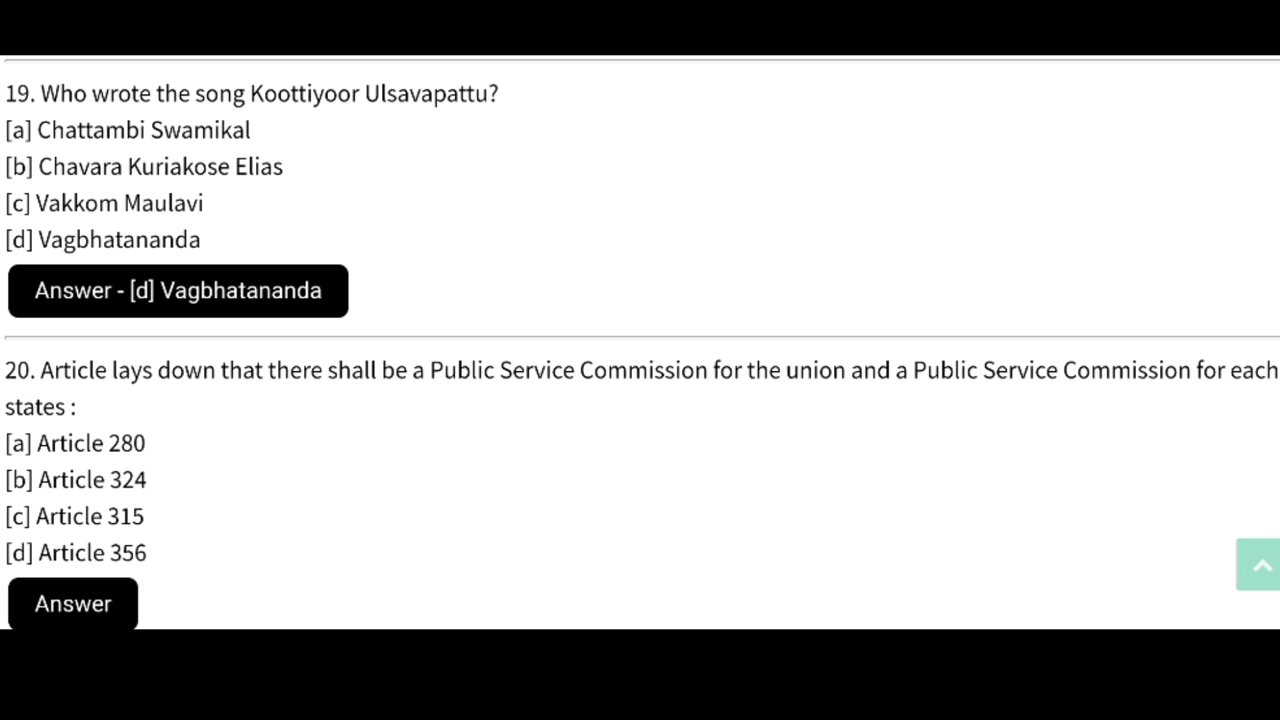 19. Who wrote the song Koottiyoor Ulsavapattu?
[a] Chattambi Swamikal
[b] Chavara Kuriakose Elias
[c] Vakkom Maulavi
[d] Vagbhatananda
Answer - [d] Vagbhatananda
20. Article lays down that there shall be a Public Service Commission for the union and a Public Service Commission for each
states :
[a] Article 280
[b] Article 324
[c] Article 315
[d] Article 356
Answer